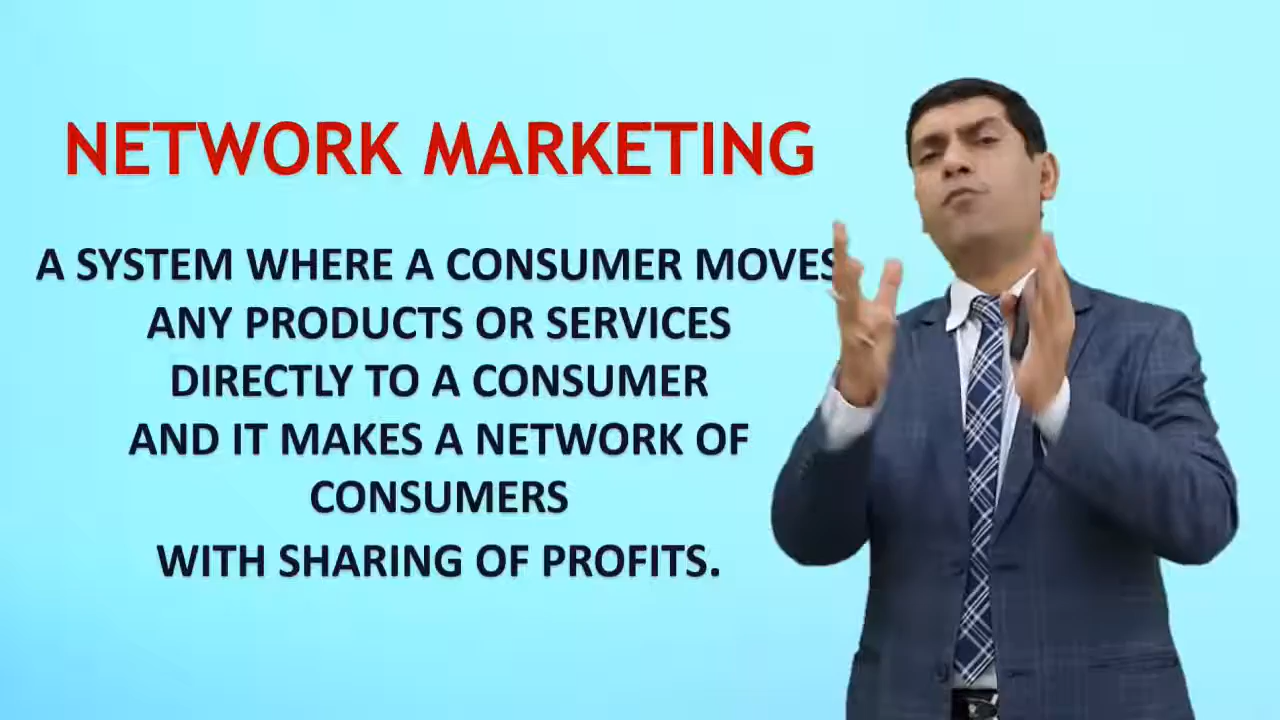 NETWORK MARKETING
A SYSTEM WHERE A CONSUMER MOVES
ANY PRODUCTS OR SERVICES
DIRECTLY TO A CONSUMER
AND IT MAKES A NETWORK OF
CONSUMERS
WITH SHARING OF PROFITS.